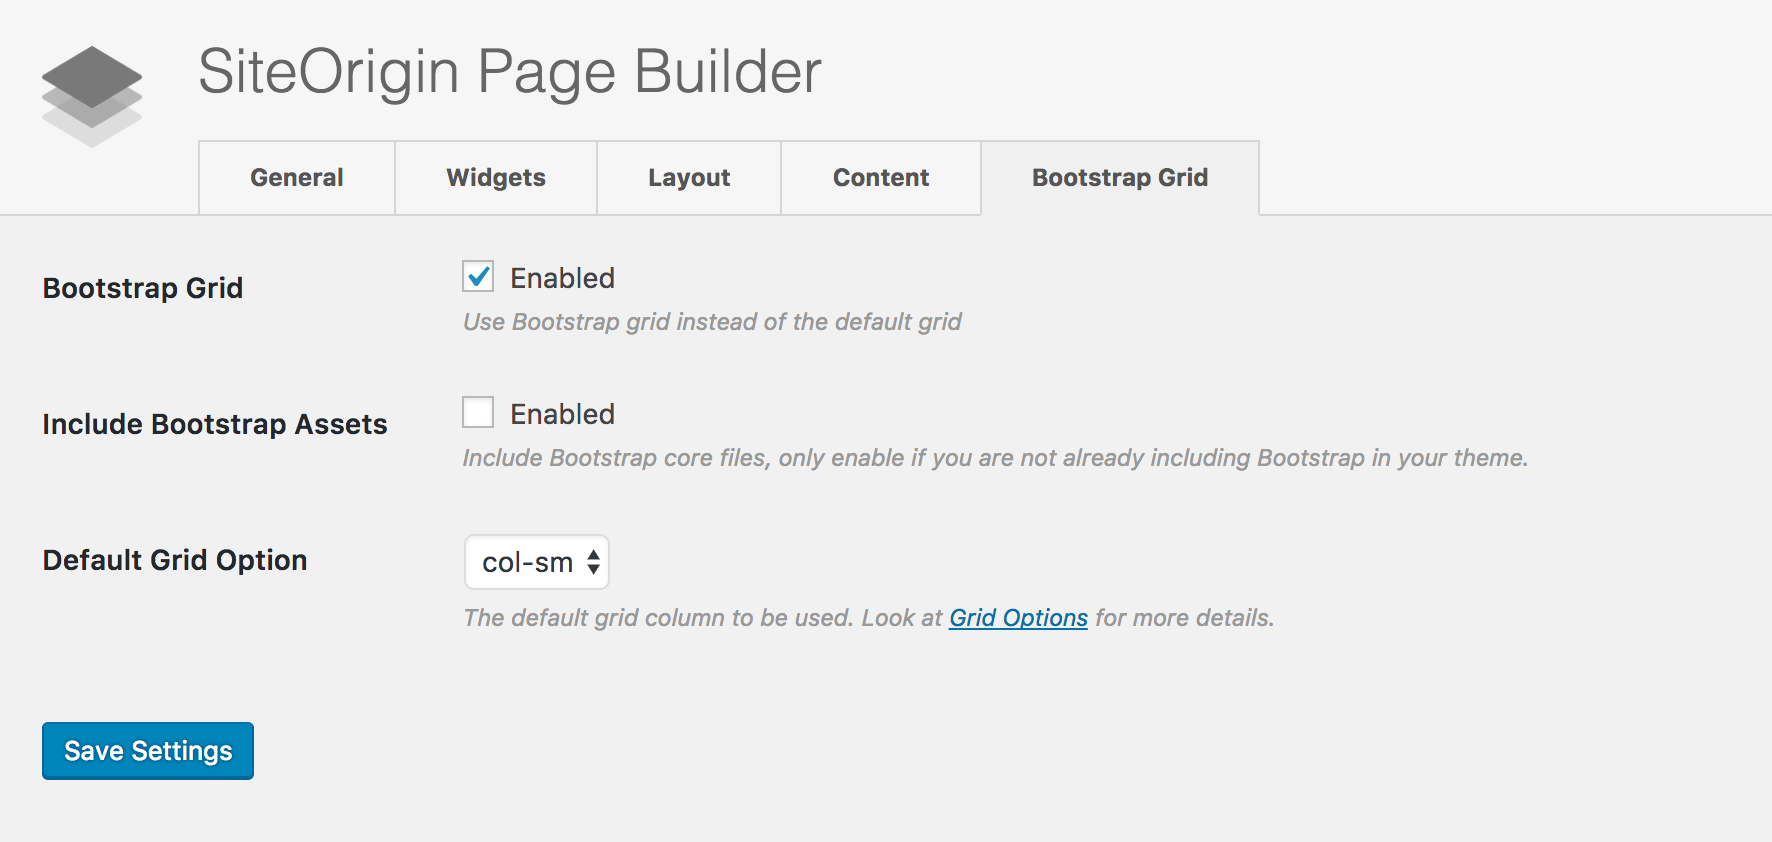 SiteOrigin Page Builder
General Widgets Layout Content Bootstrap Grid
Bootstrap Grid Enabled
Use Bootstrap grid instead of the default grid
Include Bootstrap Assets Enabled
Include Bootstrap core files, only enable if you are not already including Bootstrap in your theme.
Default Grid Option col-sm
The default grid column to be used. Look at Grid Options for more details.
Save Settings